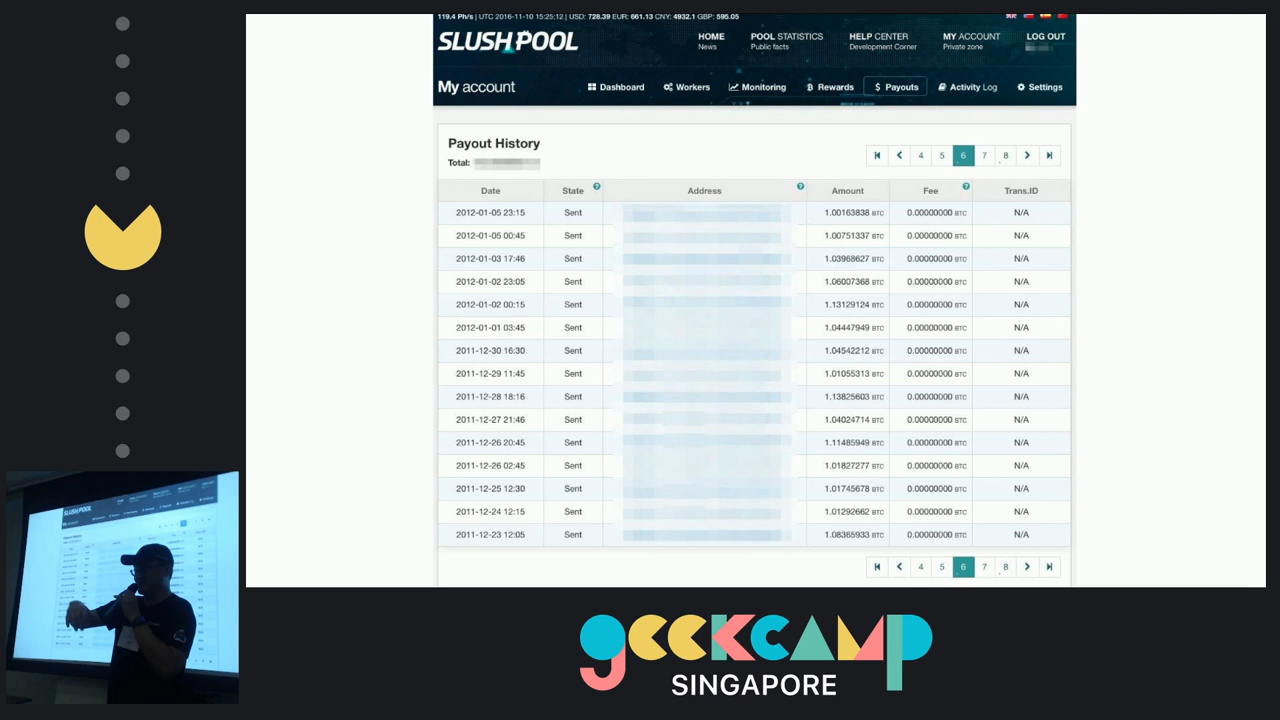 119.4 Ph/s | UTC 2016-11-10 15:25:12 | USD: 728.39 EUR: 661.13 CNY: 4932.1 GBP: 595.05
SLUSH POOL
HOME POOL STATISTICS HELP CENTER MY ACCOUNT LOG OUT
News Public facts Development Corner Private zone
My account Dashboard Workers Monitoring Rewards $ Payouts Activity Log Settings
Payout History
Total:
4 5 6 7 8
Date State ? Address ? Amount Fee ? Trans.ID
2012-01-05 23:15 Sent 1.00163838 BTC 0.00000000 BTC N/A
2012-01-05 00:45 Sent 1.00751337 BTC 0.00000000 BTC N/A
2012-01-03 17:46 Sent 1.03968627 BTC 0.00000000 BTC N/A
2012-01-02 23:05 Sent 1.06007368 BTC 0.00000000 BTC N/A
2012-01-02 00:15 Sent 1.13129124 BTC 0.00000000 BTC N/A
2012-01-01 03:45 Sent 1.04447949 BTC 0.00000000 BTC N/A
2011-12-30 16:30 Sent 1.04542212 BTC 0.00000000 BTC N/A
2011-12-29 11:45 Sent 1.01055313 BTC 0.00000000 BTC N/A
2011-12-28 18:16 Sent 1.13825603 BTC 0.00000000 BTC N/A
2011-12-27 21:46 Sent 1.04024714 BTC 0.00000000 BTC N/A
2011-12-26 20:45 Sent 1.11485949 BTC 0.00000000 BTC N/A
2011-12-26 02:45 Sent 1.01827277 BTC 0.00000000 BTC N/A
2011-12-25 12:30 Sent 1.01745678 BTC 0.00000000 BTC N/A
2011-12-24 12:15 Sent 1.01292662 BTC 0.00000000 BTC N/A
2011-12-23 12:05 Sent 1.08365933 BTC 0.00000000 BTC N/A
4 5 6 7 8
SLUSH POOL
geekcamp
SINGAPORE